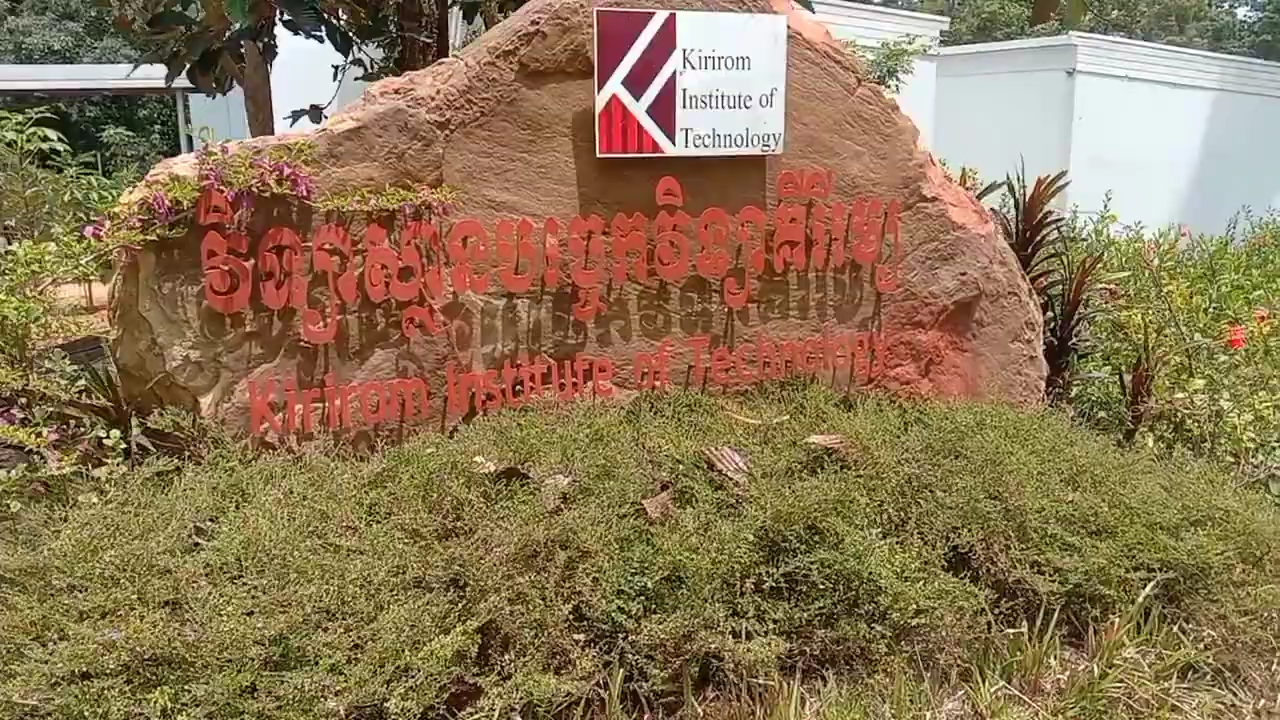 Kirirom
Institute of
Technology
វិទ្យាស្ថានបច្ចេកវិទ្យាគីរីរម្យ
Kirirom Institute of Technology